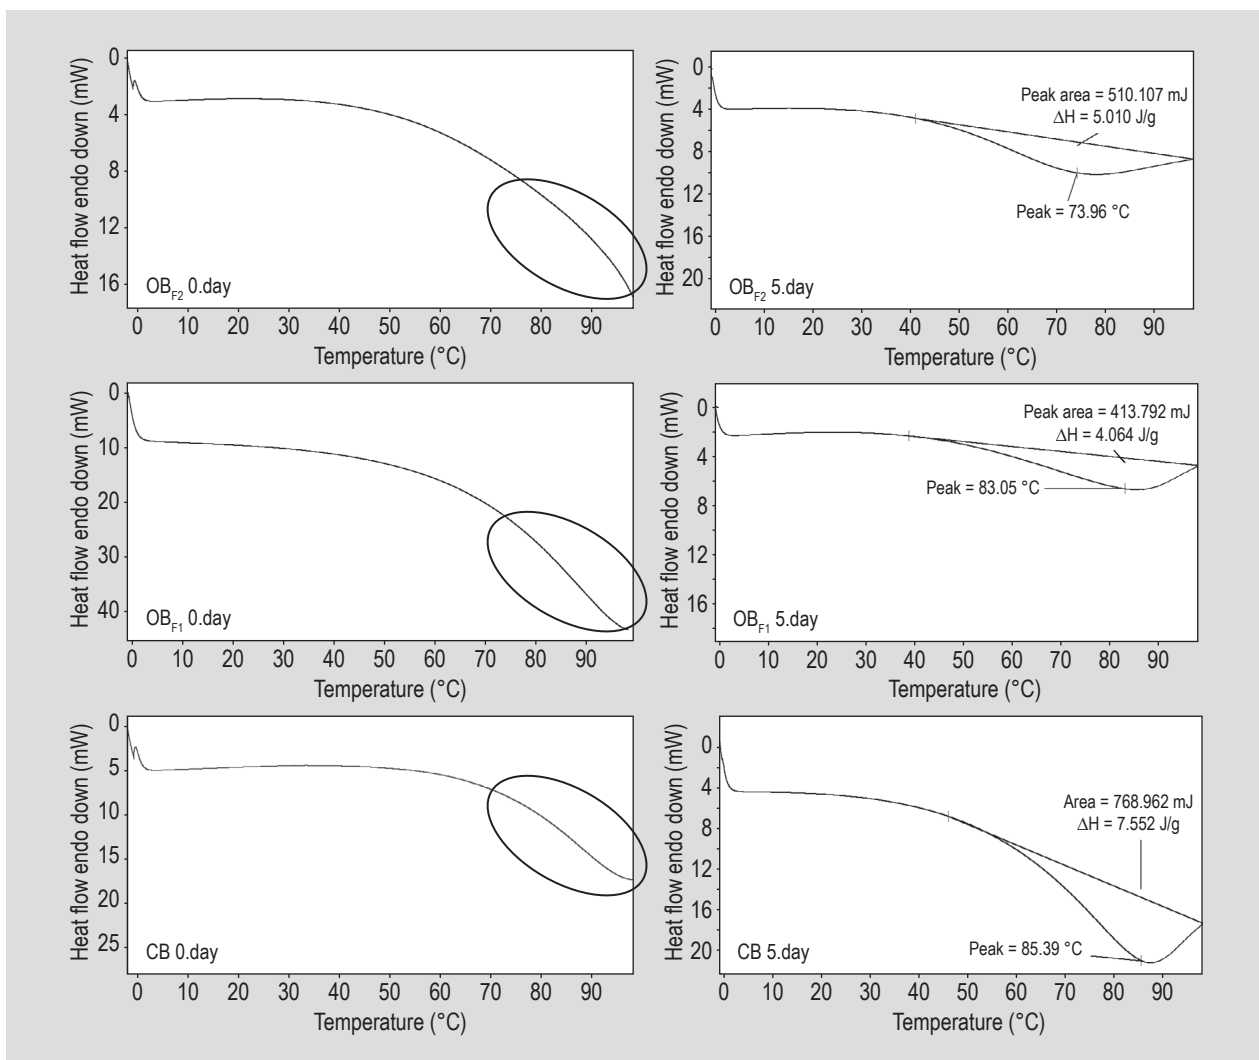 Heat flow endo down (mW)
0
4
8
12
16
OB_F2 0.day
0 10 20 30 40 50 60 70 80 90
Temperature (°C)
Heat flow endo down (mW)
0
4
8
12
16
20
Peak area = 510.107 mJ
ΔH = 5.010 J/g
Peak = 73.96 °C
OB_F2 5.day
0 10 20 30 40 50 60 70 80 90
Temperature (°C)
Heat flow endo down (mW)
0
10
20
30
40
OB_F1 0.day
0 10 20 30 40 50 60 70 80 90
Temperature (°C)
Heat flow endo down (mW)
0
4
8
12
16
Peak area = 413.792 mJ
ΔH = 4.064 J/g
Peak = 83.05 °C
OB_F1 5.day
0 10 20 30 40 50 60 70 80 90
Temperature (°C)
Heat flow endo down (mW)
0
5
10
15
20
25
CB 0.day
0 10 20 30 40 50 60 70 80 90
Temperature (°C)
Heat flow endo down (mW)
0
4
8
12
16
20
Area = 768.962 mJ
ΔH = 7.552 J/g
Peak = 85.39 °C
CB 5.day
0 10 20 30 40 50 60 70 80 90
Temperature (°C)